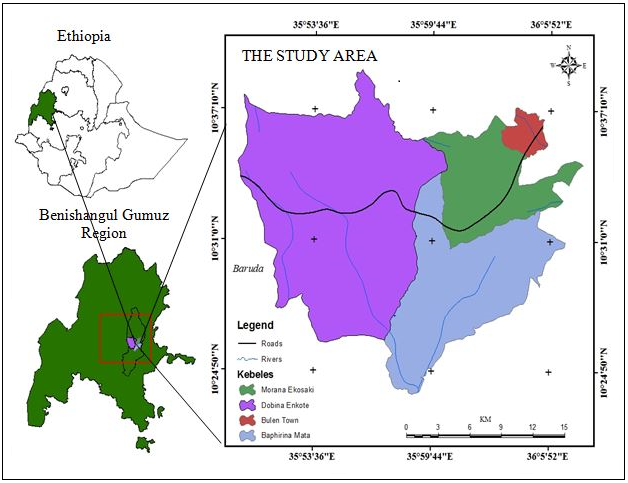 Ethiopia
Benishangul Gumuz
Region
35°53'36"E 35°59'44"E 36°5'52"E
THE STUDY AREA
N
W E
S
10°37'10"N 10°37'10"N
10°31'0"N 10°31'0"N
Baruda
10°24'50"N 10°24'50"N
Legend
Roads
Rivers
Kebeles
Morana Ekosaki
Dobina Enkote
Bulen Town
Baphirina Mata
KM
0 3 6 9 12 15
35°53'36"E 35°59'44"E 36°5'52"E